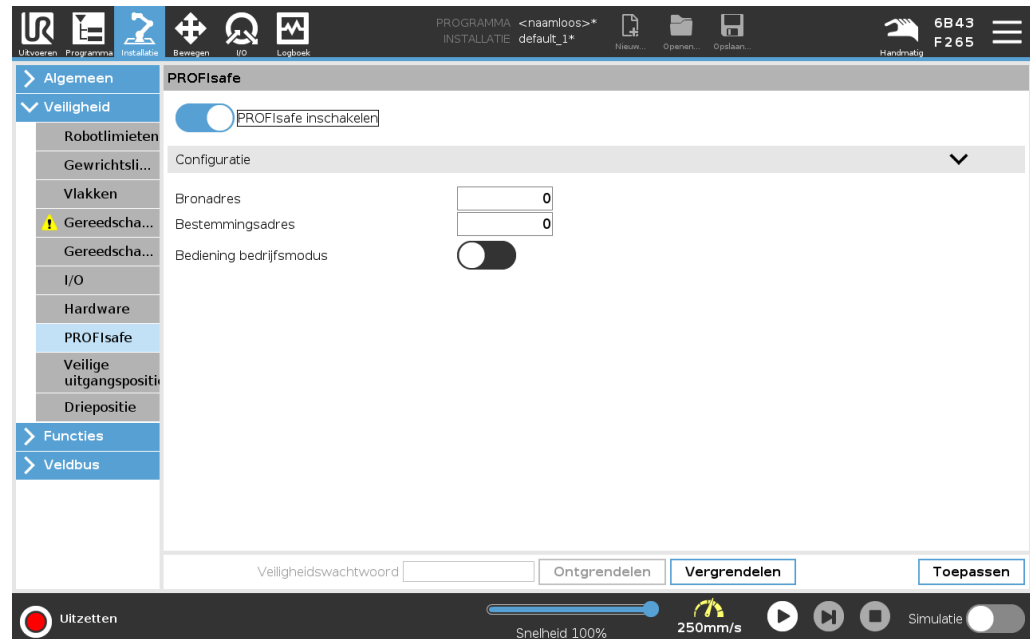 PROGRAMMA <naamloos>*
INSTALLATIE default_1*
6B43
F265
Uitvoeren Programma Installatie Bewegen I/O Logboek Nieuw... Openen... Opslaan... Handmatig
Algemeen
PROFIsafe
Veiligheid
PROFIsafe inschakelen
Robotlimieten
Gewrichtsli...
Configuratie
Vlakken
Bronadres 0
Gereedscha...
Bestemmingsadres 0
Gereedscha...
Bediening bedrijfsmodus
I/O
Hardware
PROFIsafe
Veilige
uitgangspositi
Driepositie
Functies
Veldbus
Veiligheidswachtwoord Ontgrendelen Vergrendelen Toepassen
Uitzetten
Snelheid 100%
250mm/s
Simulatie